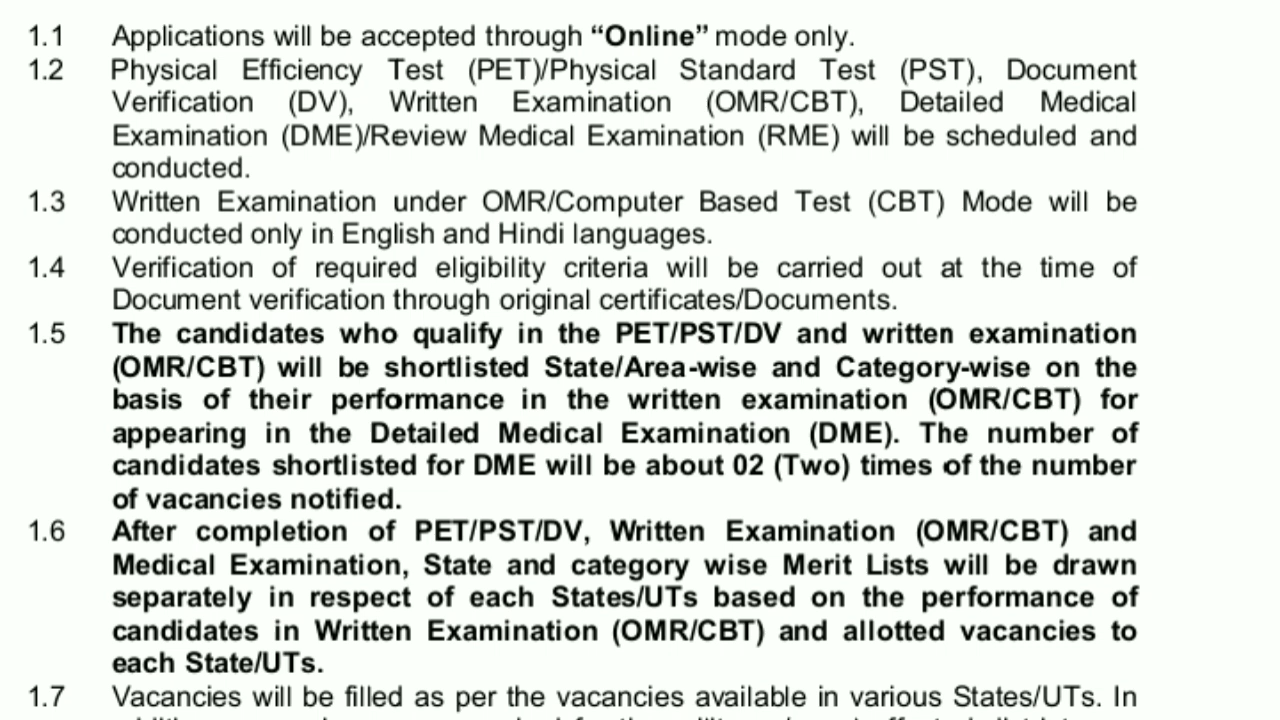 1.1 Applications will be accepted through “Online” mode only.
1.2 Physical Efficiency Test (PET)/Physical Standard Test (PST), Document
Verification (DV), Written Examination (OMR/CBT), Detailed Medical
Examination (DME)/Review Medical Examination (RME) will be scheduled and
conducted.
1.3 Written Examination under OMR/Computer Based Test (CBT) Mode will be
conducted only in English and Hindi languages.
1.4 Verification of required eligibility criteria will be carried out at the time of
Document verification through original certificates/Documents.
1.5 The candidates who qualify in the PET/PST/DV and written examination
(OMR/CBT) will be shortlisted State/Area-wise and Category-wise on the
basis of their performance in the written examination (OMR/CBT) for
appearing in the Detailed Medical Examination (DME). The number of
candidates shortlisted for DME will be about 02 (Two) times of the number
of vacancies notified.
1.6 After completion of PET/PST/DV, Written Examination (OMR/CBT) and
Medical Examination, State and category wise Merit Lists will be drawn
separately in respect of each States/UTs based on the performance of
candidates in Written Examination (OMR/CBT) and allotted vacancies to
each State/UTs.
1.7 Vacancies will be filled as per the vacancies available in various States/UTs. In